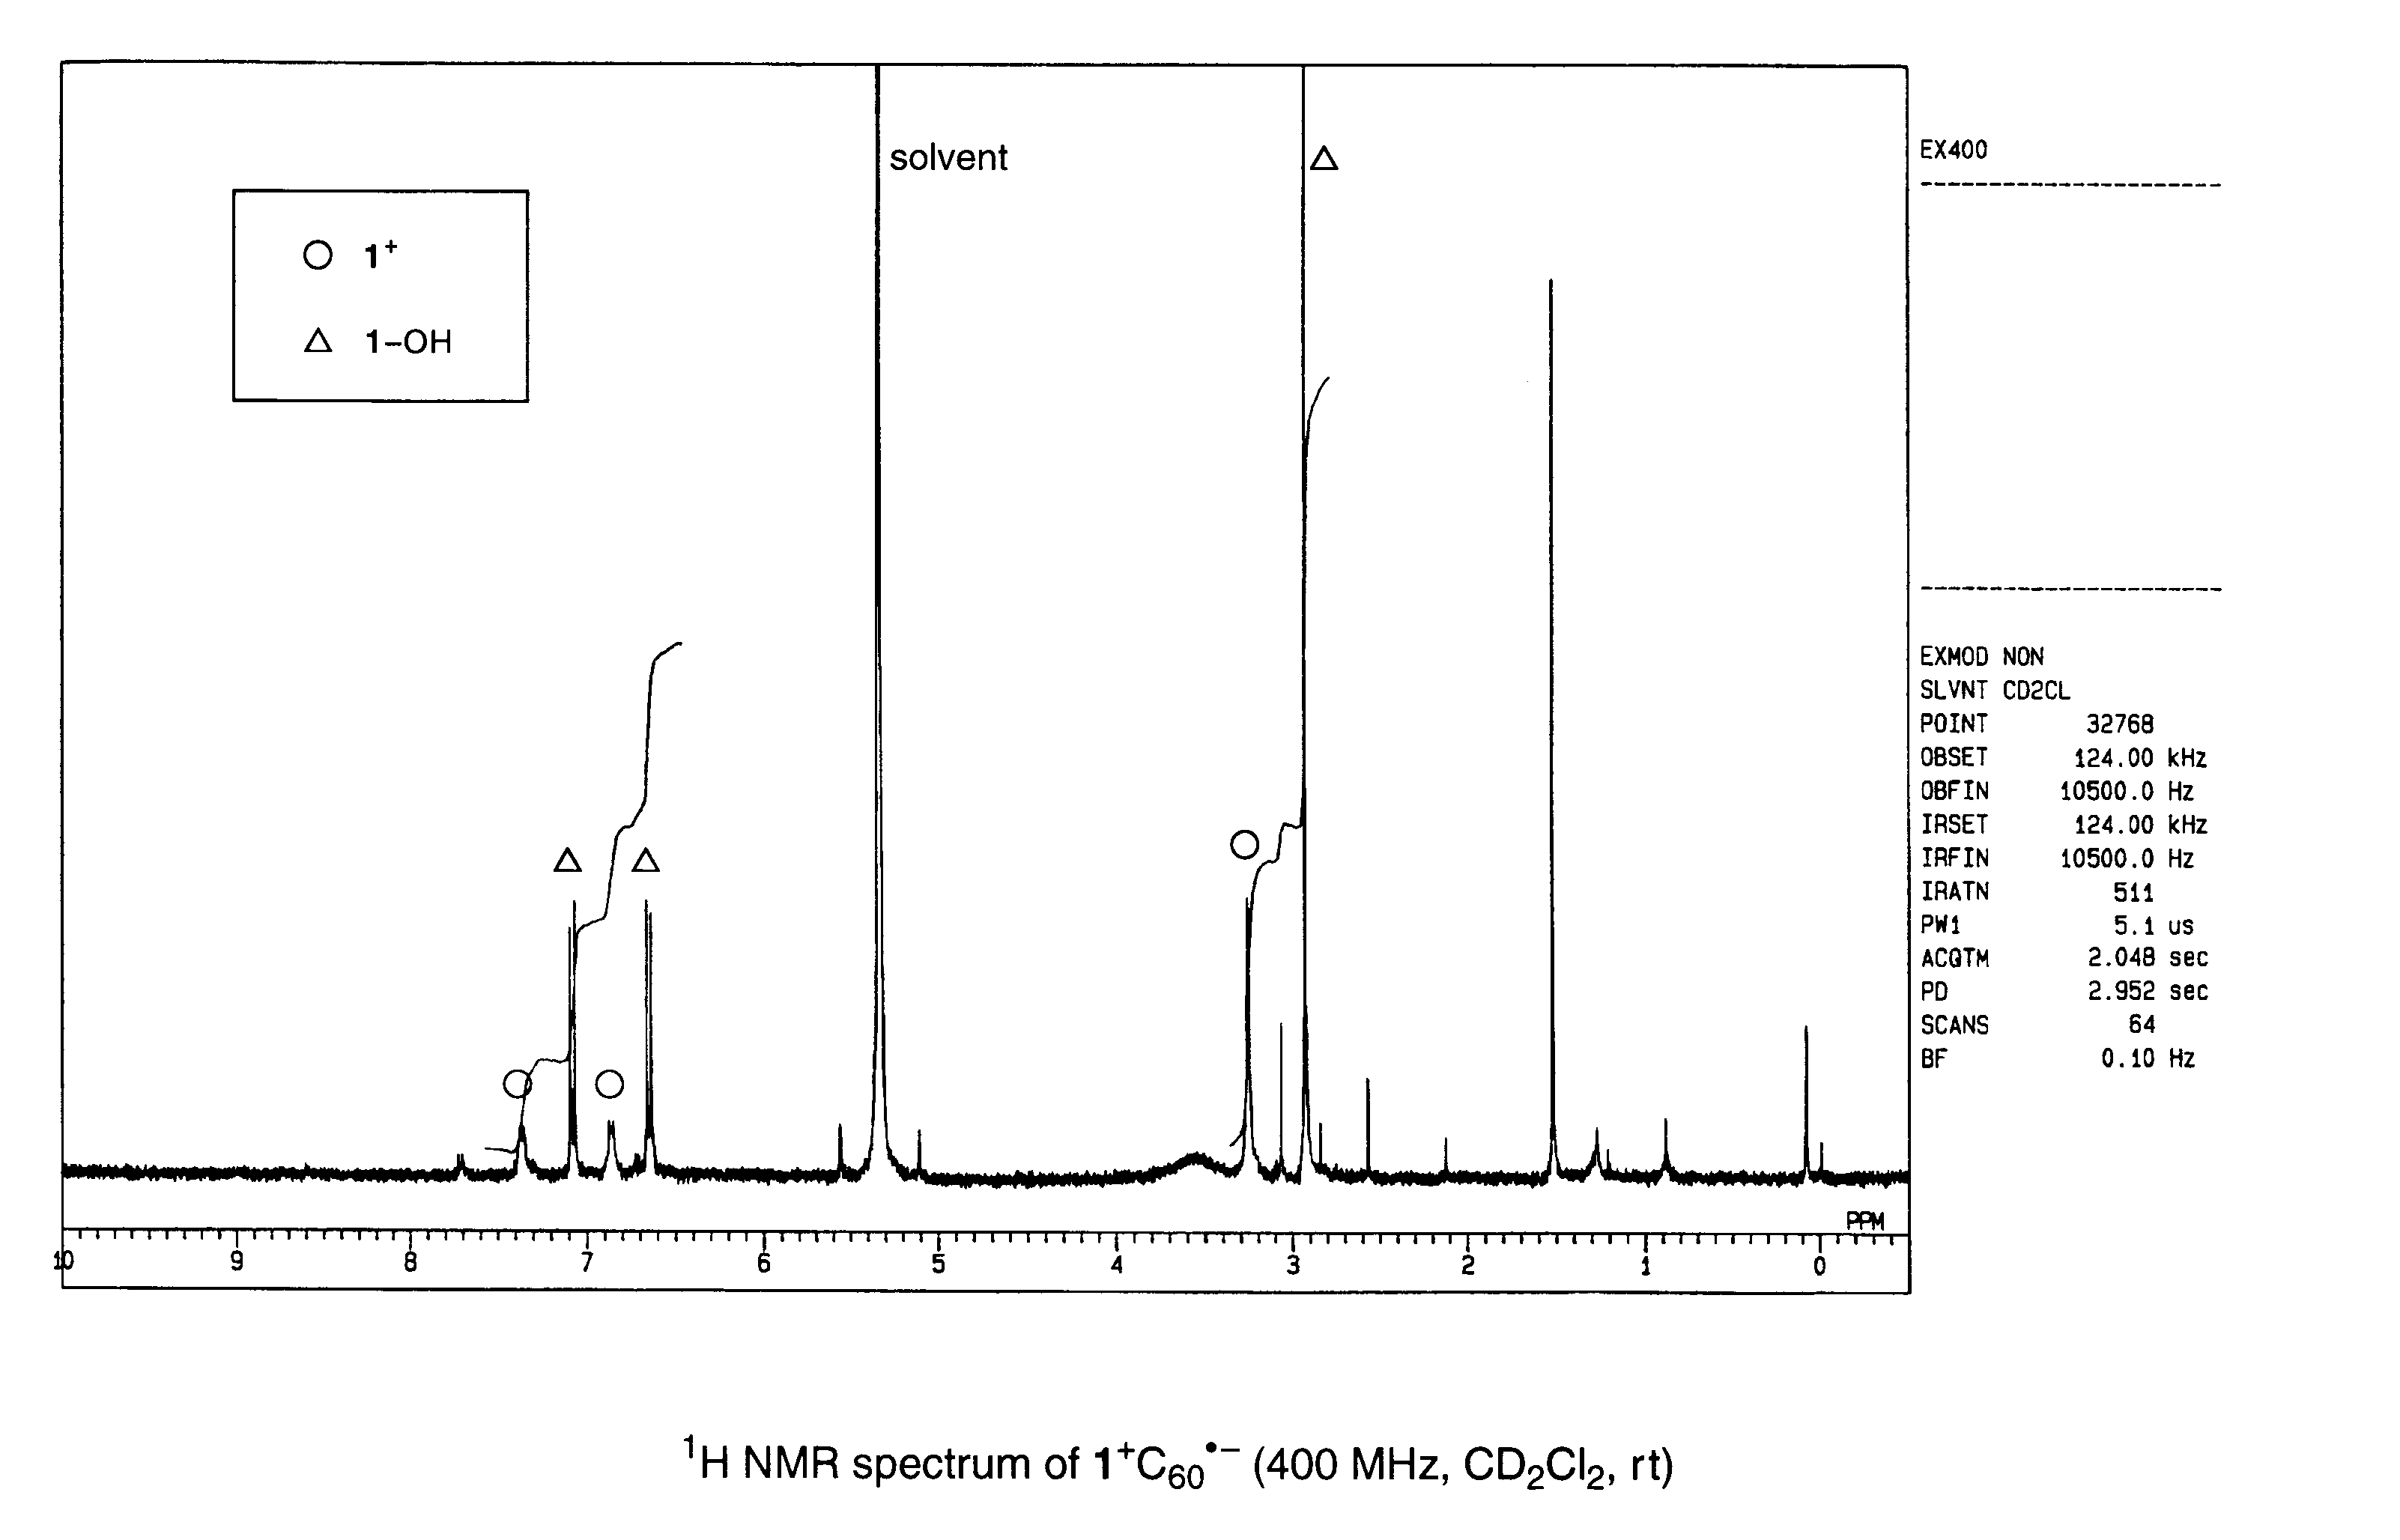 solvent
△
○ 1⁺
△ 1–OH
○
△ △
○ ○
EX400
EXMOD NON
SLVNT CD2CL
POINT 32768
OBSET 124.00 kHz
OBFIN 10500.0 Hz
IRSET 124.00 kHz
IRFIN 10500.0 Hz
IRATN 511
PW1 5.1 us
ACQTM 2.048 sec
PD 2.952 sec
SCANS 64
BF 0.10 Hz
PPM
10 9 8 7 6 5 4 3 2 1 0
¹H NMR spectrum of 1⁺C₆₀•⁻ (400 MHz, CD₂Cl₂, rt)